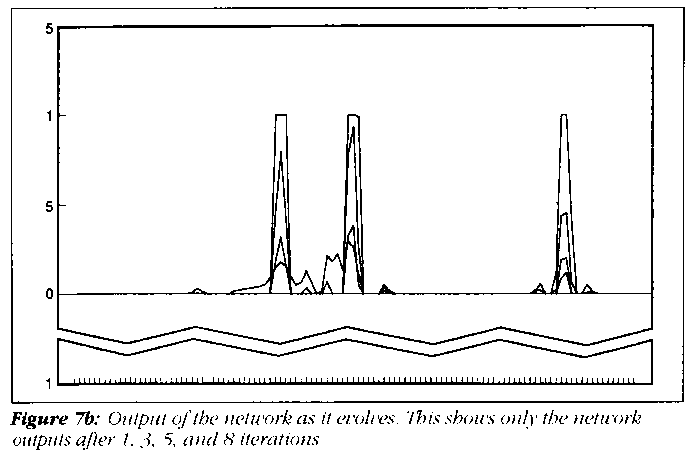 5
1
5
0
1
Figure 7b: Output of the network as it evolves. This shows only the network
outputs after 1, 3, 5, and 8 iterations